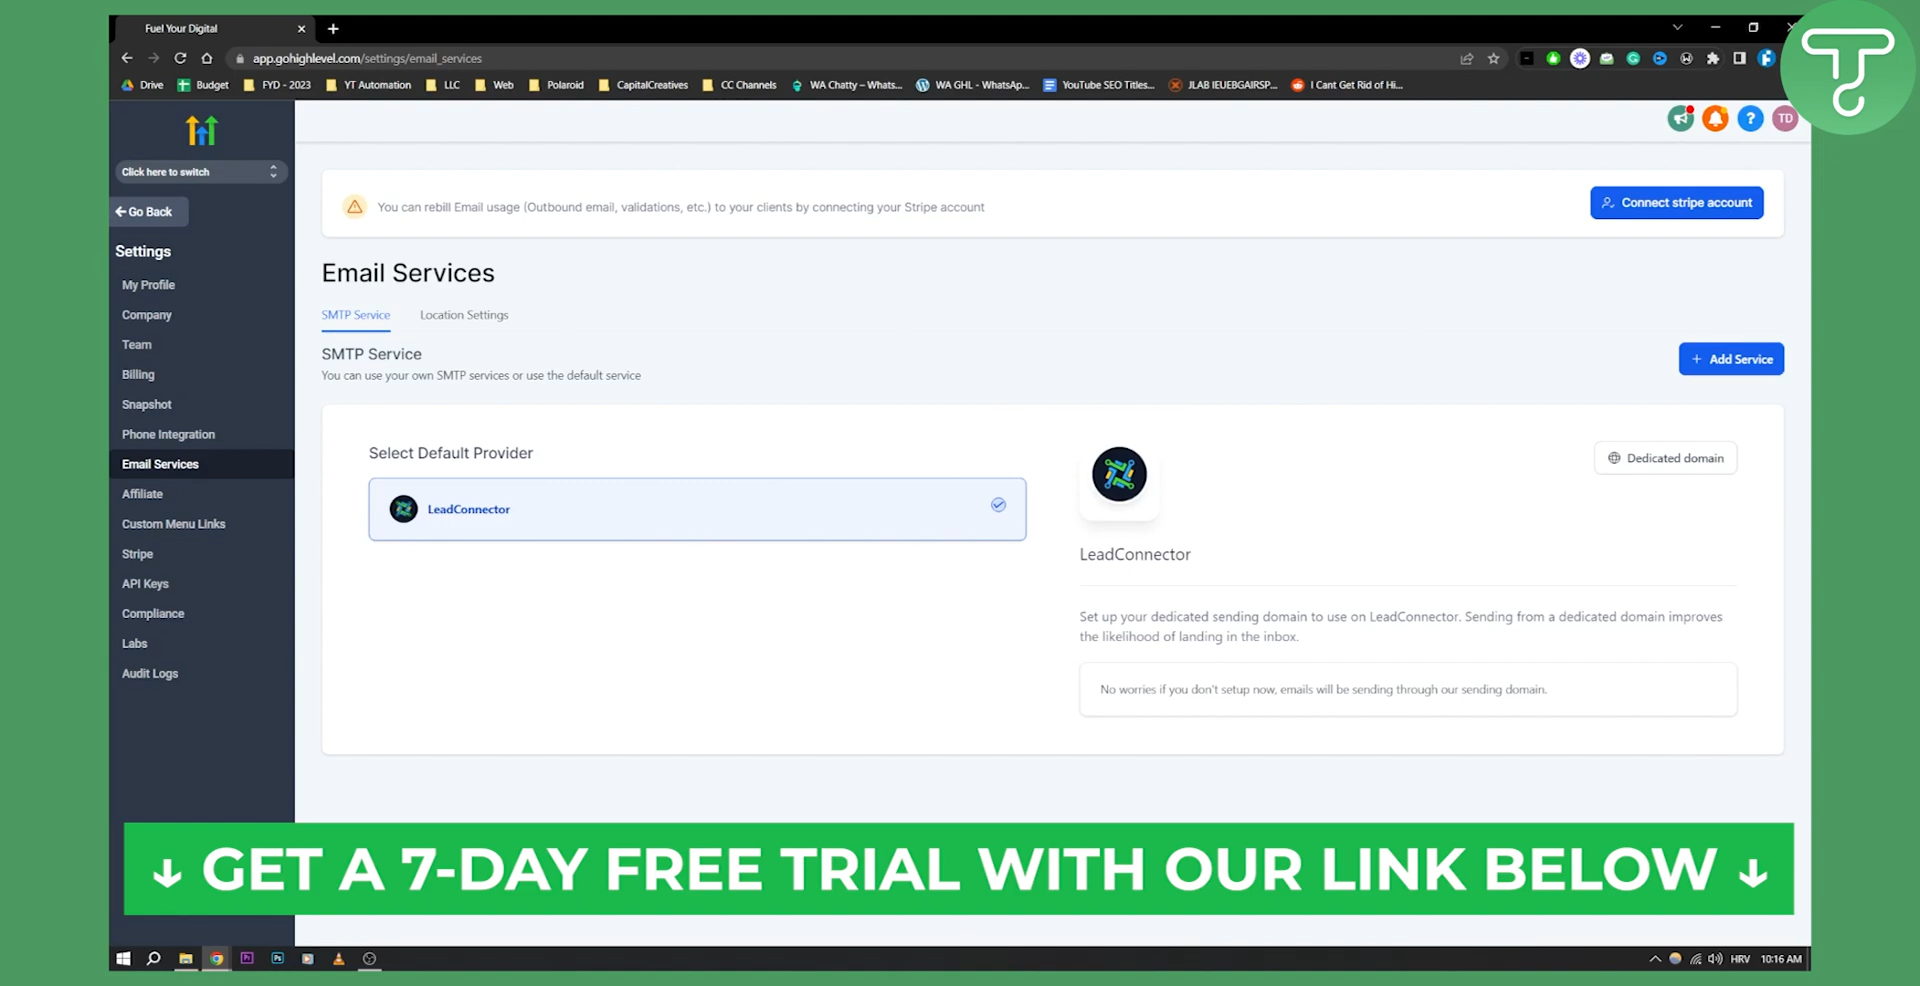 Fuel Your Digital
app.gohighlevel.com/settings/email_services
Drive Budget FYD - 2023 YT Automation LLC Web Polaroid CapitalCreatives CC Channels WA Chatty – Whats... WA GHL - WhatsAp... YouTube SEO Titles... JLAB IEUEBGAIRSP... I Cant Get Rid of Hi...
? TD
Click here to switch
Go Back
Settings
My Profile
Company
Team
Billing
Snapshot
Phone Integration
Email Services
Affiliate
Custom Menu Links
Stripe
API Keys
Compliance
Labs
Audit Logs
You can rebill Email usage (Outbound email, validations, etc.) to your clients by connecting your Stripe account
Connect stripe account
Email Services
SMTP Service Location Settings
SMTP Service
You can use your own SMTP services or use the default service
+ Add Service
Select Default Provider
LeadConnector
Dedicated domain
LeadConnector
Set up your dedicated sending domain to use on LeadConnector. Sending from a dedicated domain improves
the likelihood of landing in the inbox.
No worries if you don't setup now, emails will be sending through our sending domain.
↓ GET A 7-DAY FREE TRIAL WITH OUR LINK BELOW ↓
Pr Ps
HRV 10:16 AM